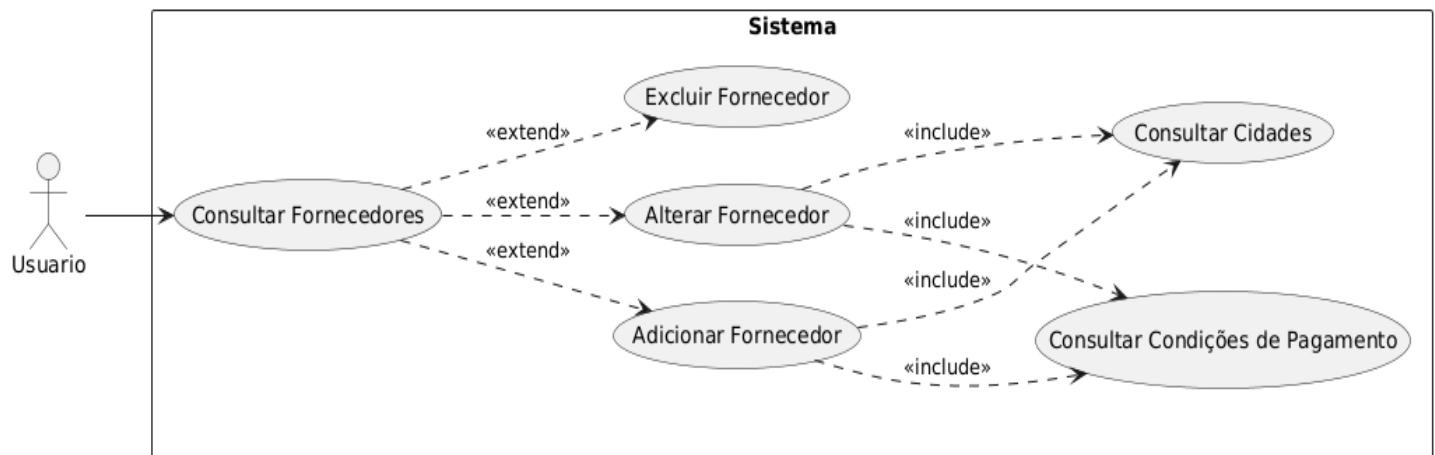 Sistema
Excluir Fornecedor
«extend»
«include»
Consultar Cidades
Consultar Fornecedores
«extend»
Alterar Fornecedor
«include»
Usuario
«extend»
«include»
Adicionar Fornecedor
Consultar Condições de Pagamento
«include»